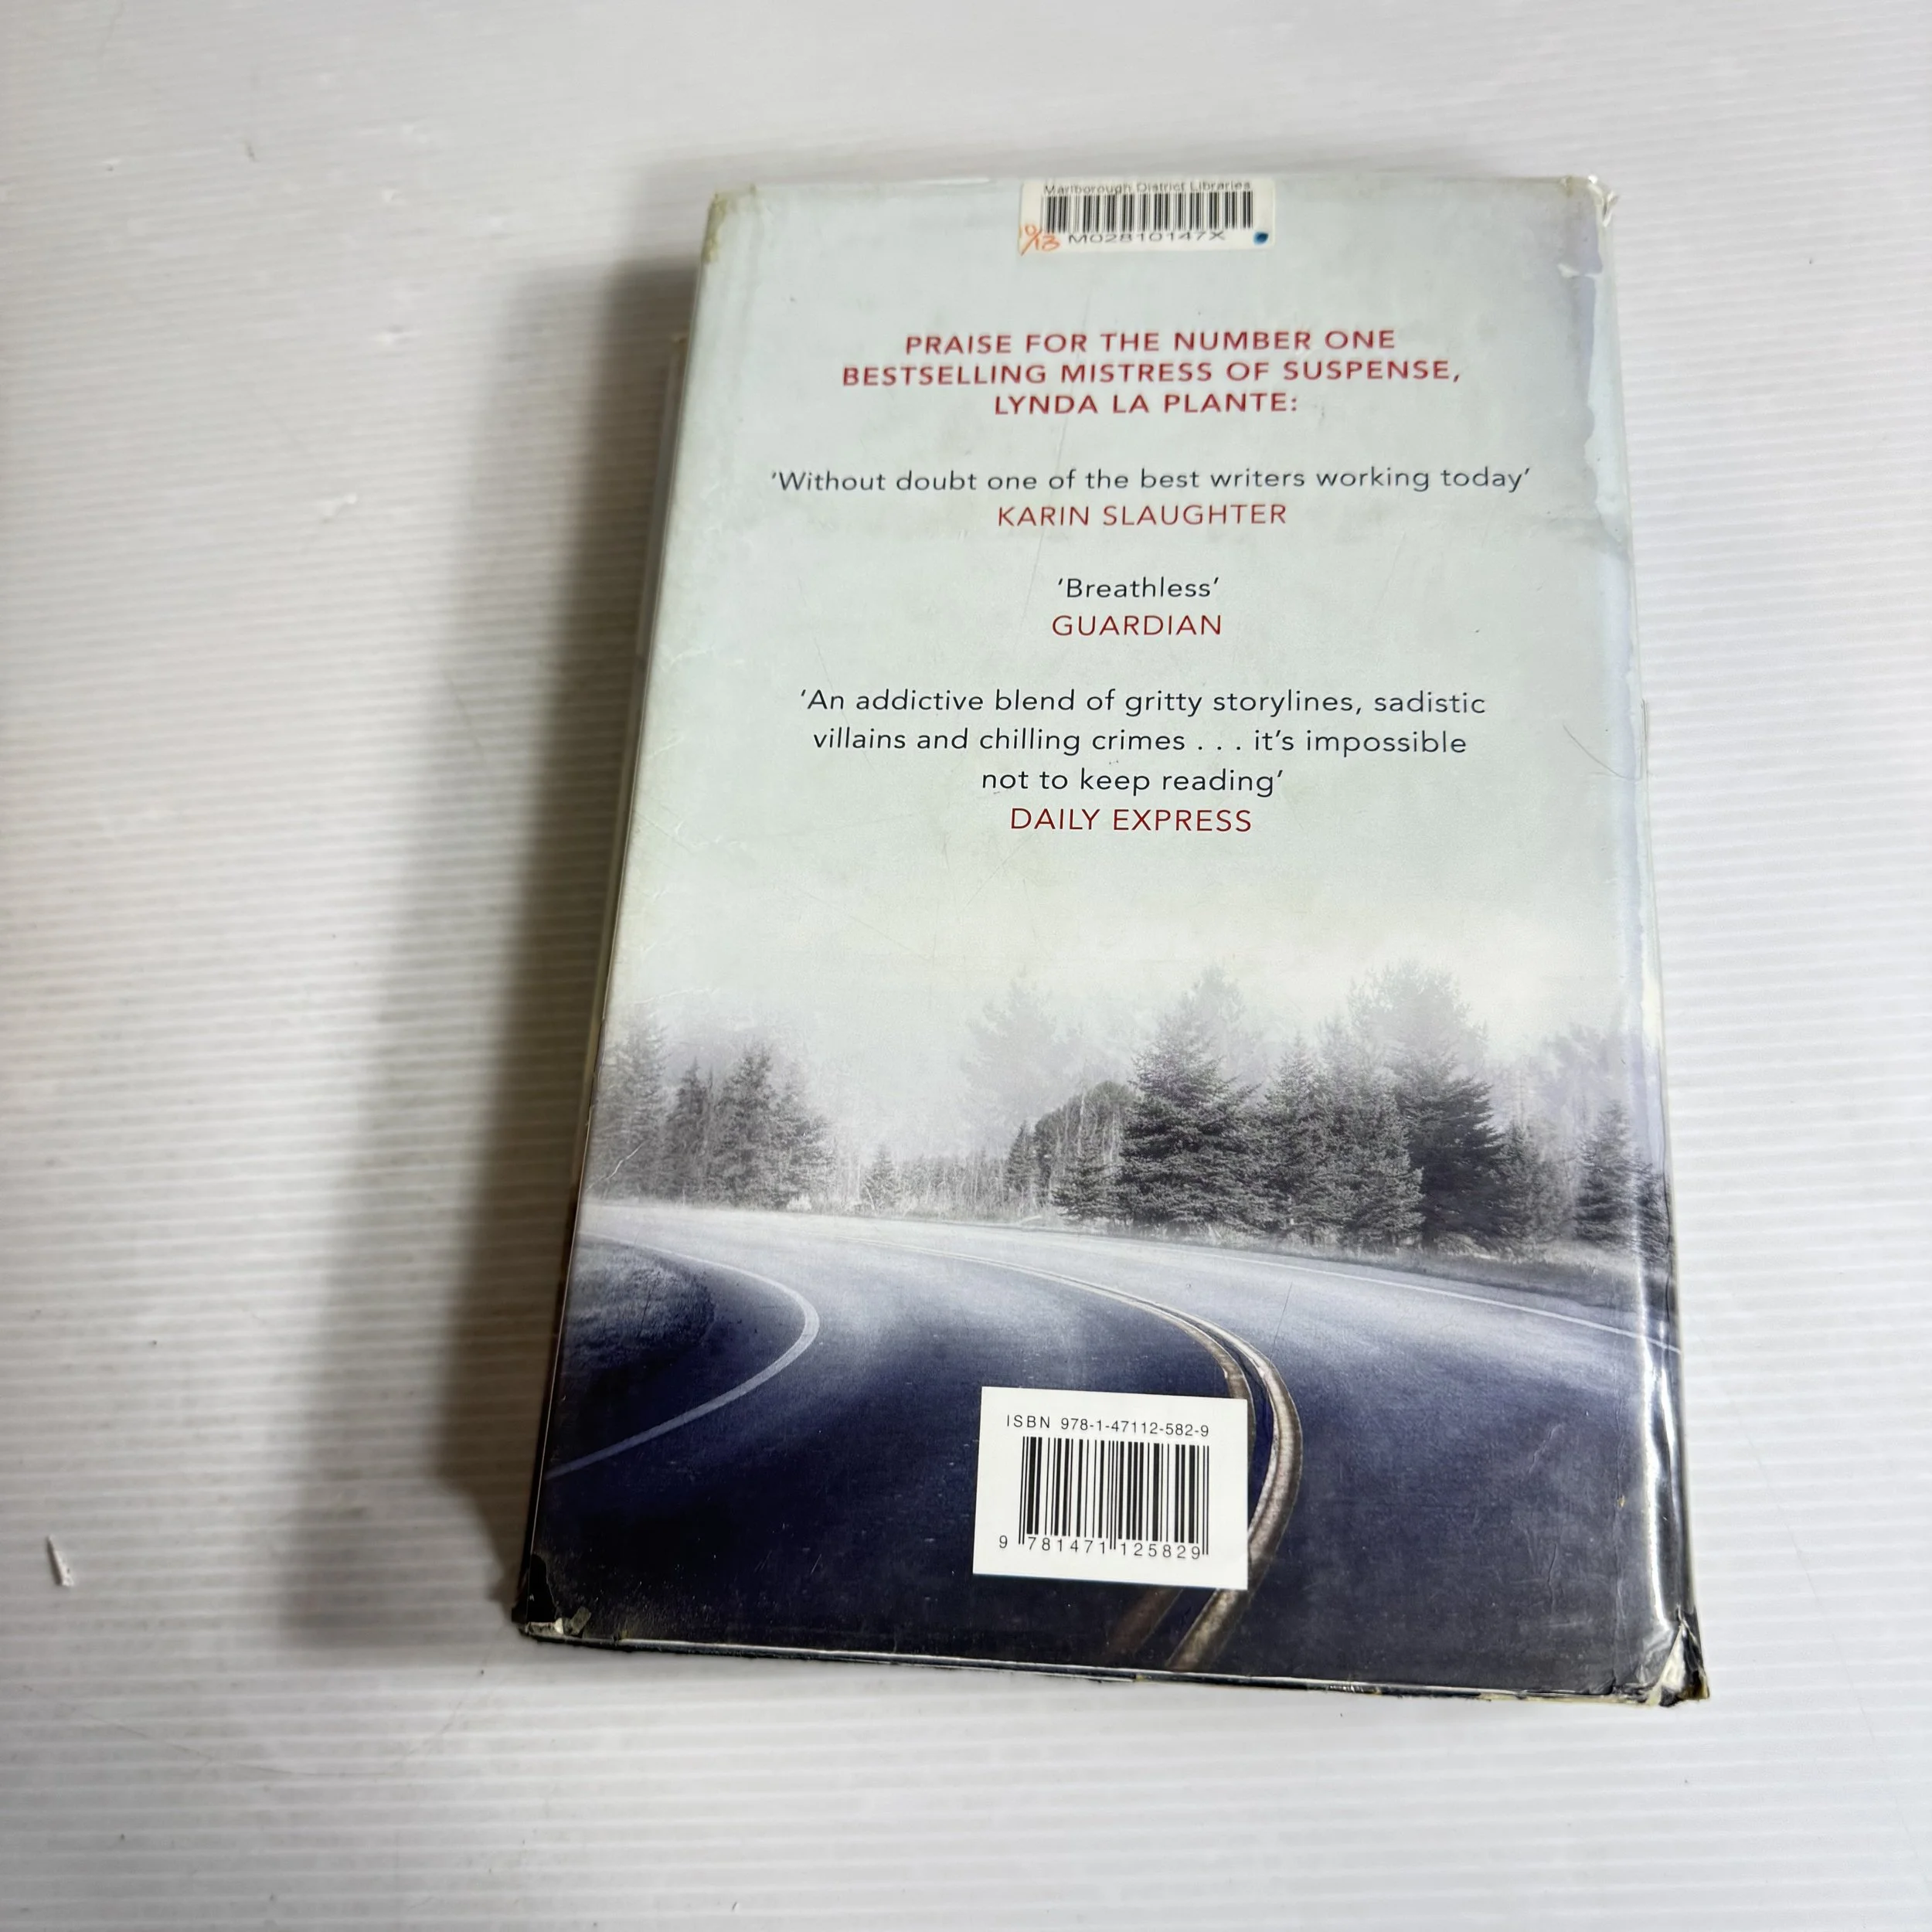 Marlborough District Libraries
10/13 M02810147X
PRAISE FOR THE NUMBER ONE
BESTSELLING MISTRESS OF SUSPENSE,
LYNDA LA PLANTE:
‘Without doubt one of the best writers working today’
KARIN SLAUGHTER
‘Breathless’
GUARDIAN
‘An addictive blend of gritty storylines, sadistic
villains and chilling crimes . . . it’s impossible
not to keep reading’
DAILY EXPRESS
ISBN 978-1-47112-582-9
9 781471 125829